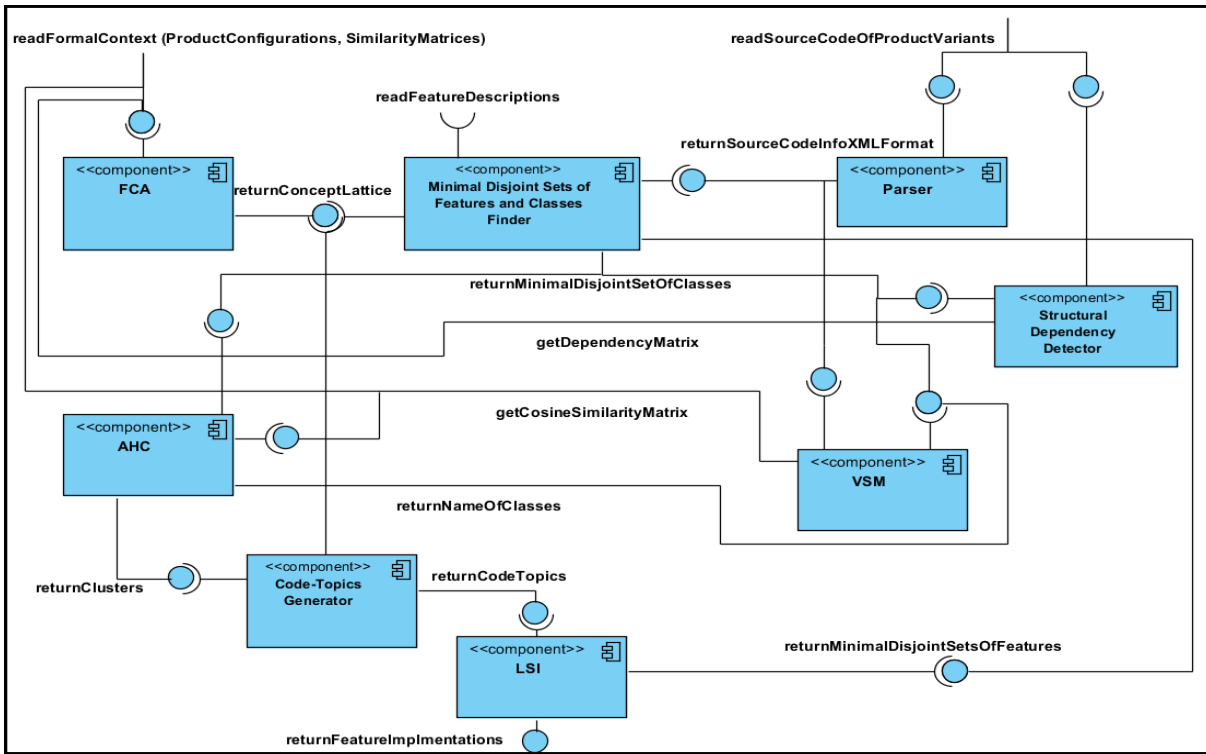 readFormalContext (ProductConfigurations, SimilarityMatrices)
readSourceCodeOfProductVariants
readFeatureDescriptions
returnSourceCodeInfoXMLFormat
<<component>>
FCA
returnConceptLattice
<<component>>
Minimal Disjoint Sets of
Features and Classes
Finder
<<component>>
Parser
returnMinimalDisjointSetOfClasses
<<component>>
Structural
Dependency
Detector
getDependencyMatrix
getCosineSimilarityMatrix
<<component>>
AHC
<<component>>
VSM
returnNameOfClasses
<<component>>
Code-Topics
Generator
returnClusters
returnCodeTopics
<<component>>
LSI
returnMinimalDisjointSetsOfFeatures
returnFeatureImplmentations